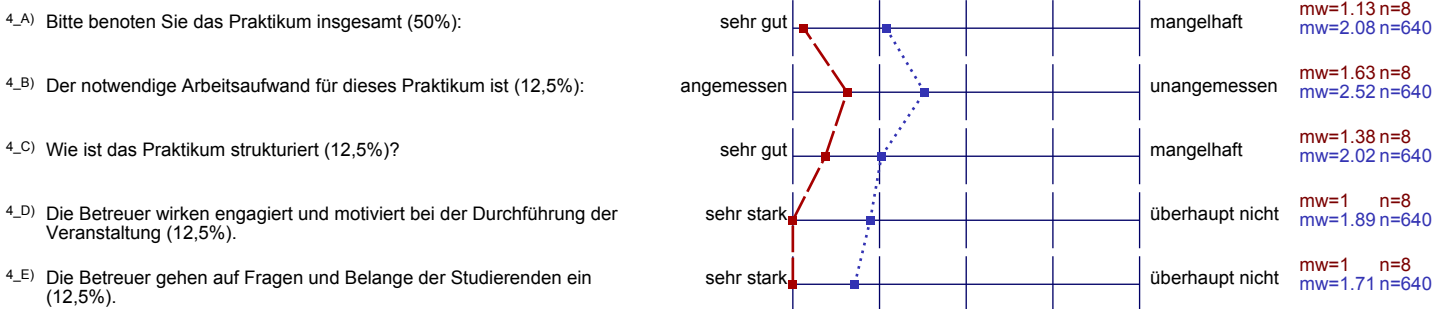 4_A) Bitte benoten Sie das Praktikum insgesamt (50%): sehr gut mangelhaft mw=1.13 n=8
mw=2.08 n=640
4_B) Der notwendige Arbeitsaufwand für dieses Praktikum ist (12,5%): angemessen unangemessen mw=1.63 n=8
mw=2.52 n=640
4_C) Wie ist das Praktikum strukturiert (12,5%)? sehr gut mangelhaft mw=1.38 n=8
mw=2.02 n=640
4_D) Die Betreuer wirken engagiert und motiviert bei der Durchführung der sehr stark überhaupt nicht mw=1 n=8
Veranstaltung (12,5%). mw=1.89 n=640
4_E) Die Betreuer gehen auf Fragen und Belange der Studierenden ein sehr stark überhaupt nicht mw=1 n=8
(12,5%). mw=1.71 n=640